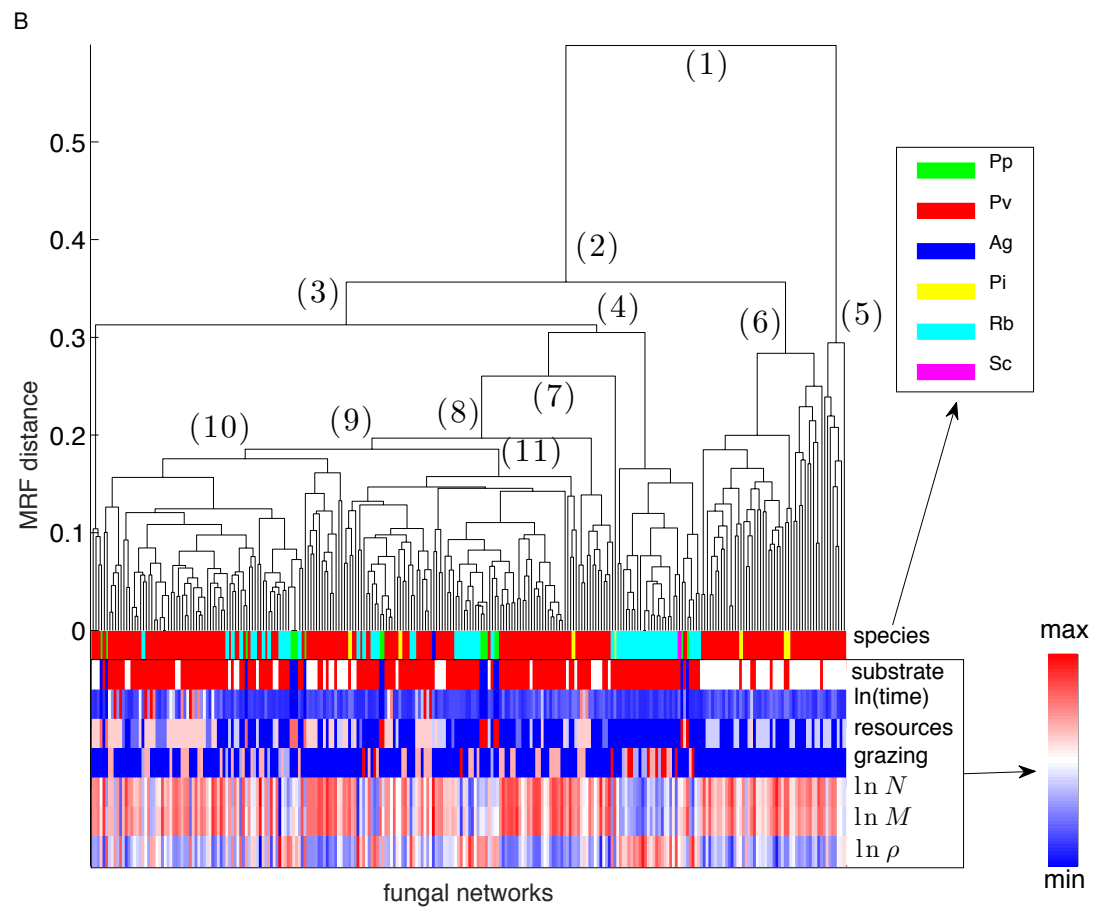 B
(1)
0.5
0.4
0.3
0.2
0.1
0
MRF distance
(2)
(3)
(4)
(5)
(6)
(7)
(8)
(9)
(10)
(11)
Pp
Pv
Ag
Pi
Rb
Sc
species
substrate
ln(time)
resources
grazing
ln N
ln M
ln ρ
max
min
fungal networks